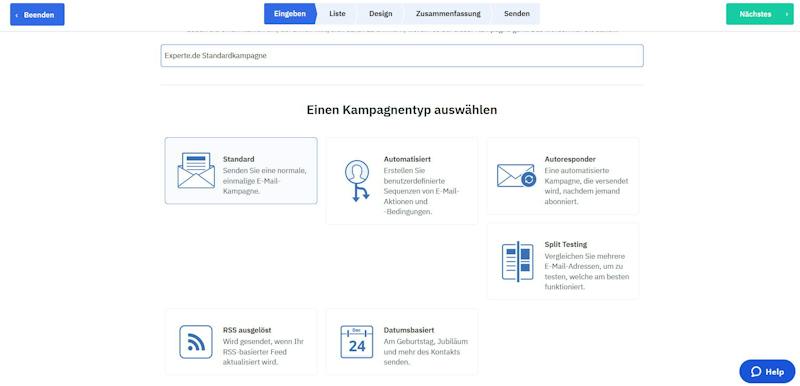 ‹ Beenden
Eingeben
Liste
Design
Zusammenfassung
Senden
Nächstes ›
Experte.de Standardkampagne
Einen Kampagnentyp auswählen
Standard
Senden Sie eine normale,
einmalige E-Mail-
Kampagne.
Automatisiert
Erstellen Sie
benutzerdefinierte
Sequenzen von E-Mail-
Aktionen und
-Bedingungen.
Autoresponder
Eine automatisierte
Kampagne, die versendet
wird, nachdem jemand
abonniert.
Split Testing
Vergleichen Sie mehrere
E-Mail-Adressen, um zu
testen, welche am besten
funktioniert.
RSS ausgelöst
Wird gesendet, wenn Ihr
RSS-basierter Feed
aktualisiert wird.
Dec
24
Datumsbasiert
Am Geburtstag, Jubiläum
und mehr des Kontakts
senden.
Help